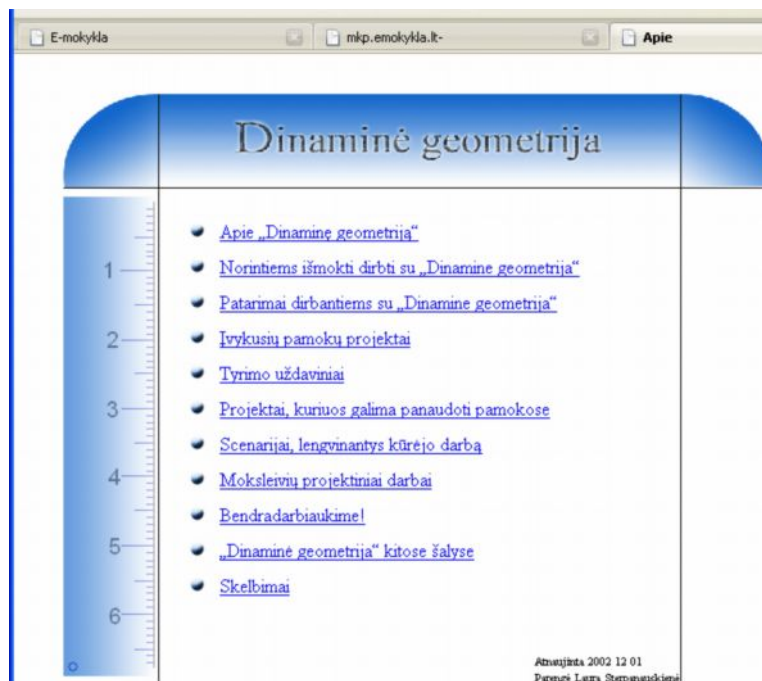 E-mokykla
mkp.emokykla.lt-
Apie
Dinaminė geometrija
Apie „Dinaminę geometriją“
Norintiems išmokti dirbti su „Dinamine geometrija“
Patarimai dirbantiems su „Dinamine geometrija“
Įvykusių pamokų projektai
Tyrimo uždaviniai
Projektai, kuriuos galima panaudoti pamokose
Scenarijai, lengvinantys kūrėjo darbą
Moksleivių projektiniai darbai
Bendradarbiaukime!
„Dinaminė geometrija“ kitose šalyse
Skelbimai
1
2
3
4
5
6
Atnaujinta 2002 12 01
Parengė Laura